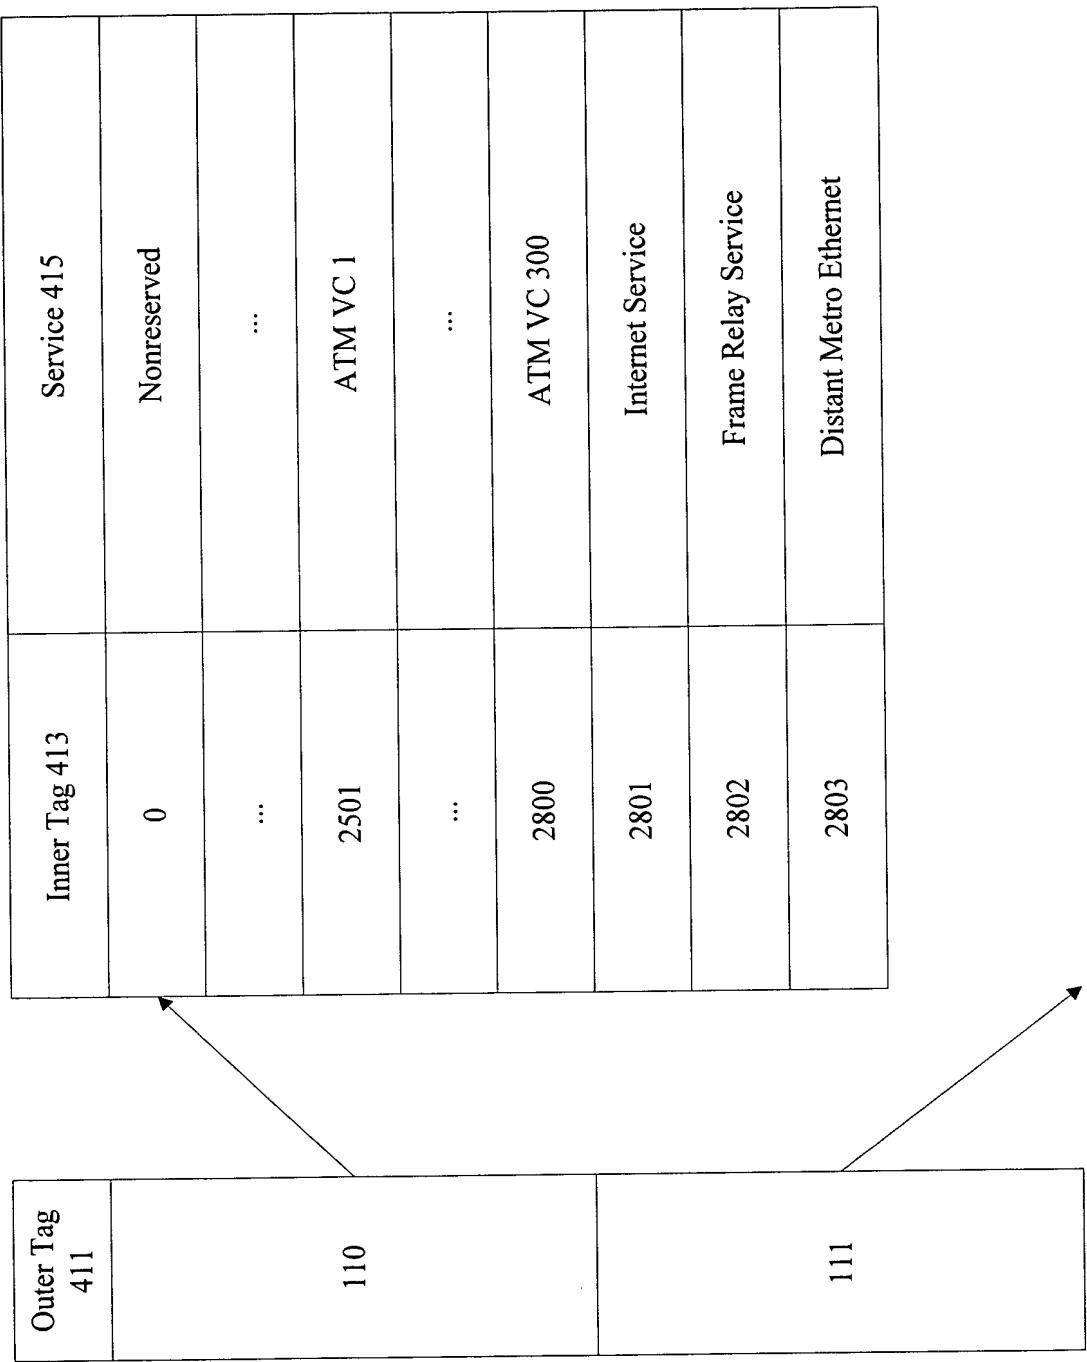 Outer Tag
411
110
111
Inner Tag 413
Service 415
0
Nonreserved
...
...
2501
ATM VC 1
...
...
2800
ATM VC 300
2801
Internet Service
2802
Frame Relay Service
2803
Distant Metro Ethernet